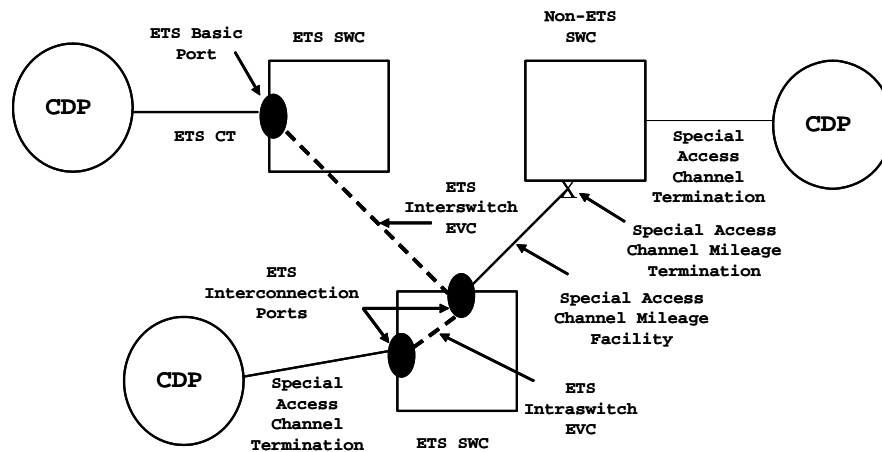 Non-ETS
SWC
ETS Basic
Port
ETS SWC
CDP
ETS CT
CDP
Special
Access
Channel
Termination
ETS
Interswitch
EVC
X
Special Access
Channel Mileage
Termination
ETS
Interconnection
Ports
Special Access
Channel Mileage
Facility
CDP
Special
Access
Channel
Termination
ETS
Intraswitch
EVC
ETS SWC